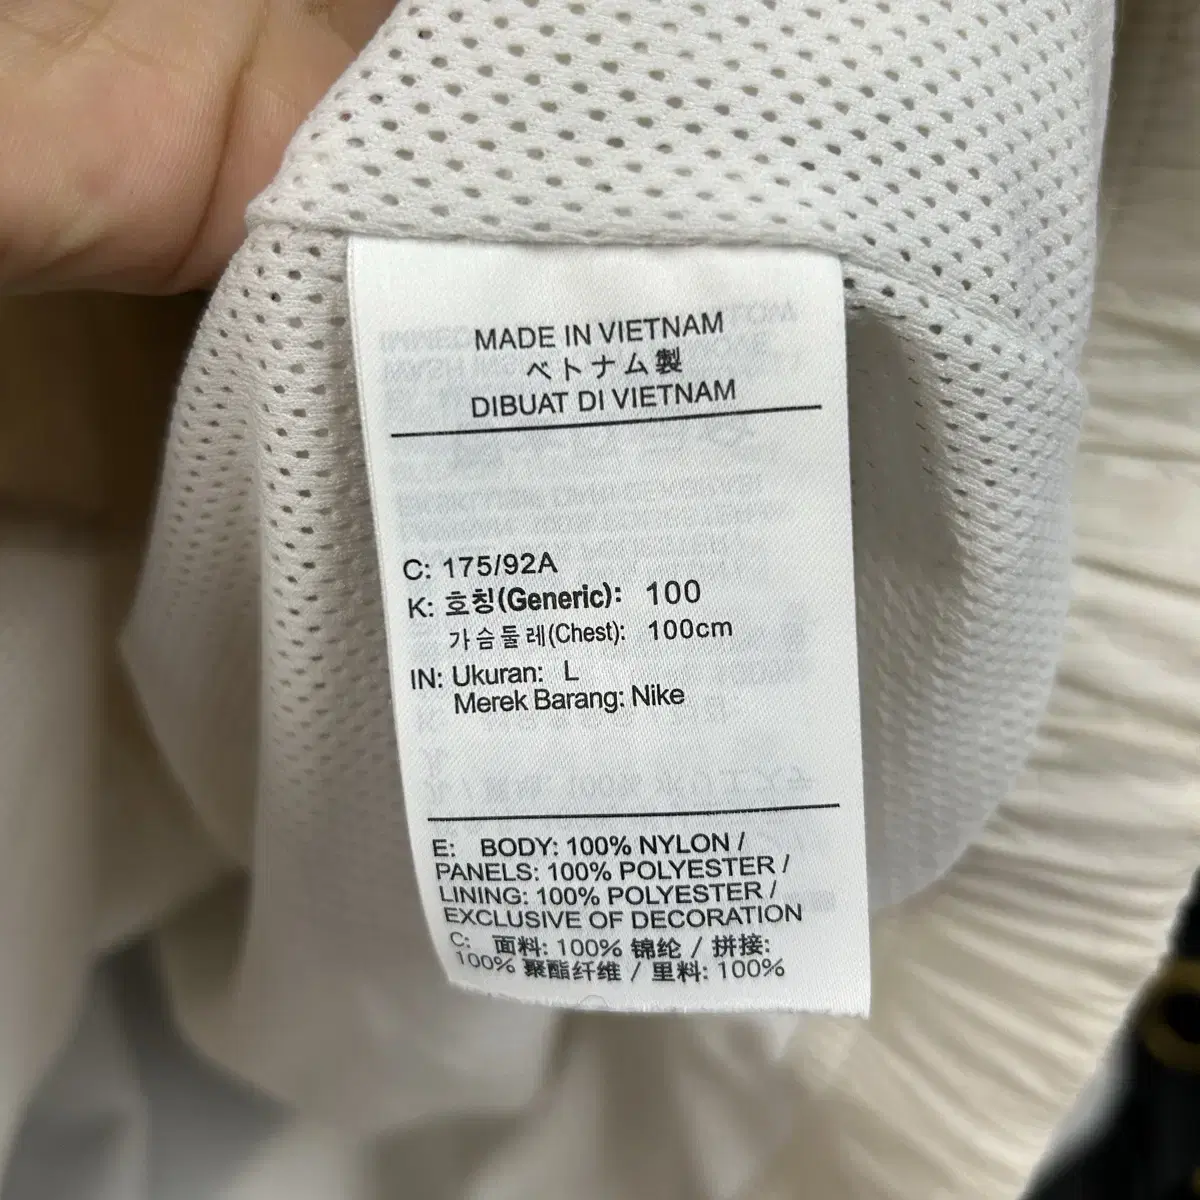 MADE IN VIETNAM
ベトナム製
DIBUAT DI VIETNAM
C: 175/92A
K: 호칭(Generic): 100
가슴둘레(Chest): 100cm
IN: Ukuran: L
Merek Barang: Nike
E: BODY: 100% NYLON /
PANELS: 100% POLYESTER /
LINING: 100% POLYESTER /
EXCLUSIVE OF DECORATION
C: 面料: 100% 锦纶 / 拼接:
100% 聚酯纤维 / 里料: 100%